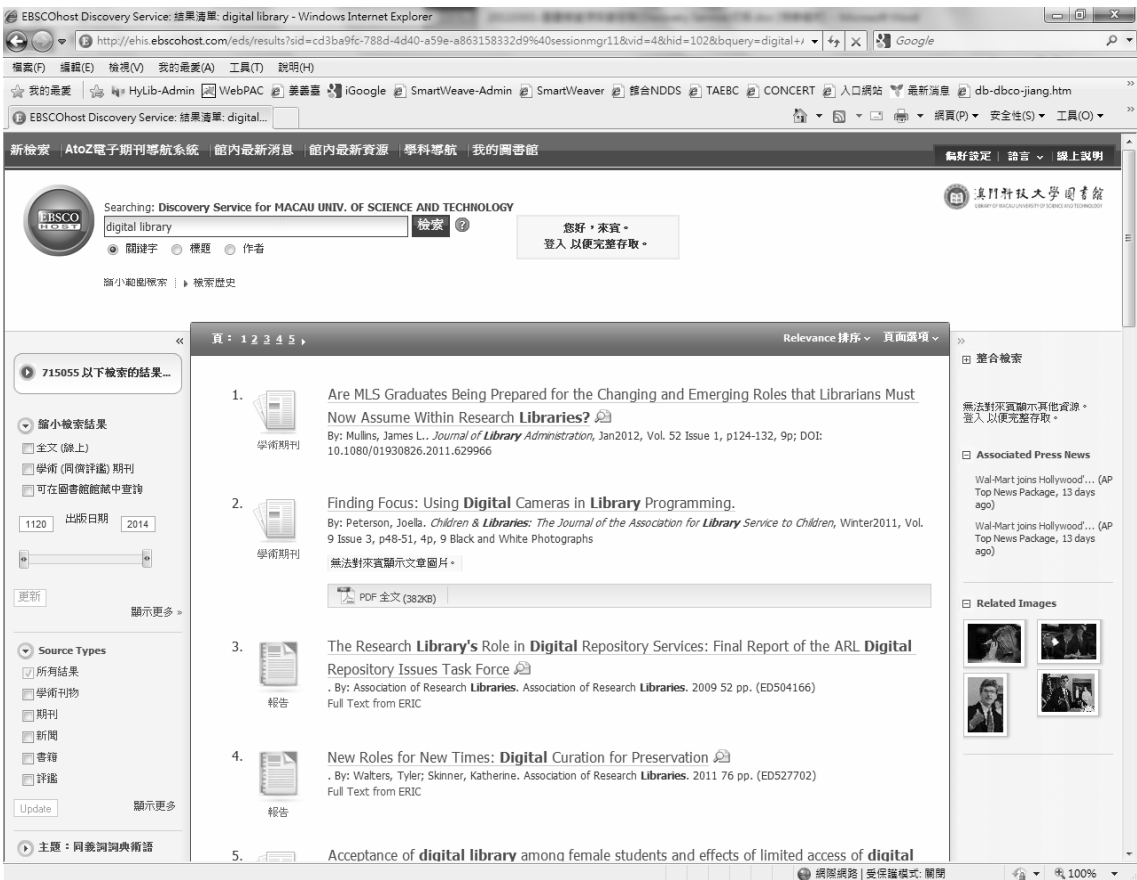 EBSCOhost Discovery Service: 結果清單: digital library - Windows Internet Explorer
http://ehis.ebscohost.com/eds/results?sid=cd3ba9fc-788d-4d40-a59e-a863158332d9%40sessionmgr11&vid=4&hid=102&bquery=digital+/
Google
檔案(F) 編輯(E) 檢視(V) 我的最愛(A) 工具(T) 說明(H)
我的最愛 HyLib-Admin WebPAC 姜義臺 iGoogle SmartWeave-Admin SmartWeaver 館合NDDS TAEBC CONCERT 入口網站 最新消息 db-dbco-jiang.htm
EBSCOhost Discovery Service: 結果清單: digital...
網頁(P) 安全性(S) 工具(O)
新檢索 AtoZ電子期刊導航系統 館內最新消息 館內最新資源 學科導航 我的圖書館
偏好設定 語言 線上說明
EBSCO HOST
Searching: Discovery Service for MACAU UNIV. OF SCIENCE AND TECHNOLOGY
digital library 檢索
關鍵字 標題 作者
您好，來賓。
登入 以便完整存取。
澳門科技大學圖書館
LIBRARY OF MACAU UNIVERSITY OF SCIENCE AND TECHNOLOGY
縮小範圍檢索 檢索歷史
頁： 1 2 3 4 5
Relevance 排序 頁面選項
715055 以下檢索的結果...
縮小檢索結果
全文 (線上)
學術 (同儕評鑑) 期刊
可在圖書館館藏中查詢
1120 出版日期 2014
更新
顯示更多 »
Source Types
所有結果
學術刊物
期刊
新聞
書籍
評鑑
Update 顯示更多
主題：同義詞詞典術語
1.
學術期刊
Are MLS Graduates Being Prepared for the Changing and Emerging Roles that Librarians Must
Now Assume Within Research Libraries?
By: Mullins, James L.. Journal of Library Administration, Jan2012, Vol. 52 Issue 1, p124-132, 9p; DOI:
10.1080/01930826.2011.629966
2.
學術期刊
Finding Focus: Using Digital Cameras in Library Programming.
By: Peterson, Joella. Children & Libraries: The Journal of the Association for Library Service to Children, Winter2011, Vol.
9 Issue 3, p48-51, 4p, 9 Black and White Photographs
無法對來賓顯示文章圖片。
PDF 全文 (382KB)
3.
報告
The Research Library's Role in Digital Repository Services: Final Report of the ARL Digital
Repository Issues Task Force
. By: Association of Research Libraries. Association of Research Libraries. 2009 52 pp. (ED504166)
Full Text from ERIC
4.
報告
New Roles for New Times: Digital Curation for Preservation
. By: Walters, Tyler; Skinner, Katherine. Association of Research Libraries. 2011 76 pp. (ED527702)
Full Text from ERIC
5.
Acceptance of digital library among female students and effects of limited access of digital
整合檢索
無法對來賓顯示其他資源。
登入 以便完整存取。
Associated Press News
Wal-Mart joins Hollywood'... (AP
Top News Package, 13 days
ago)
Wal-Mart joins Hollywood'... (AP
Top News Package, 13 days
ago)
Related Images
網際網路 | 受保護模式: 關閉
100%